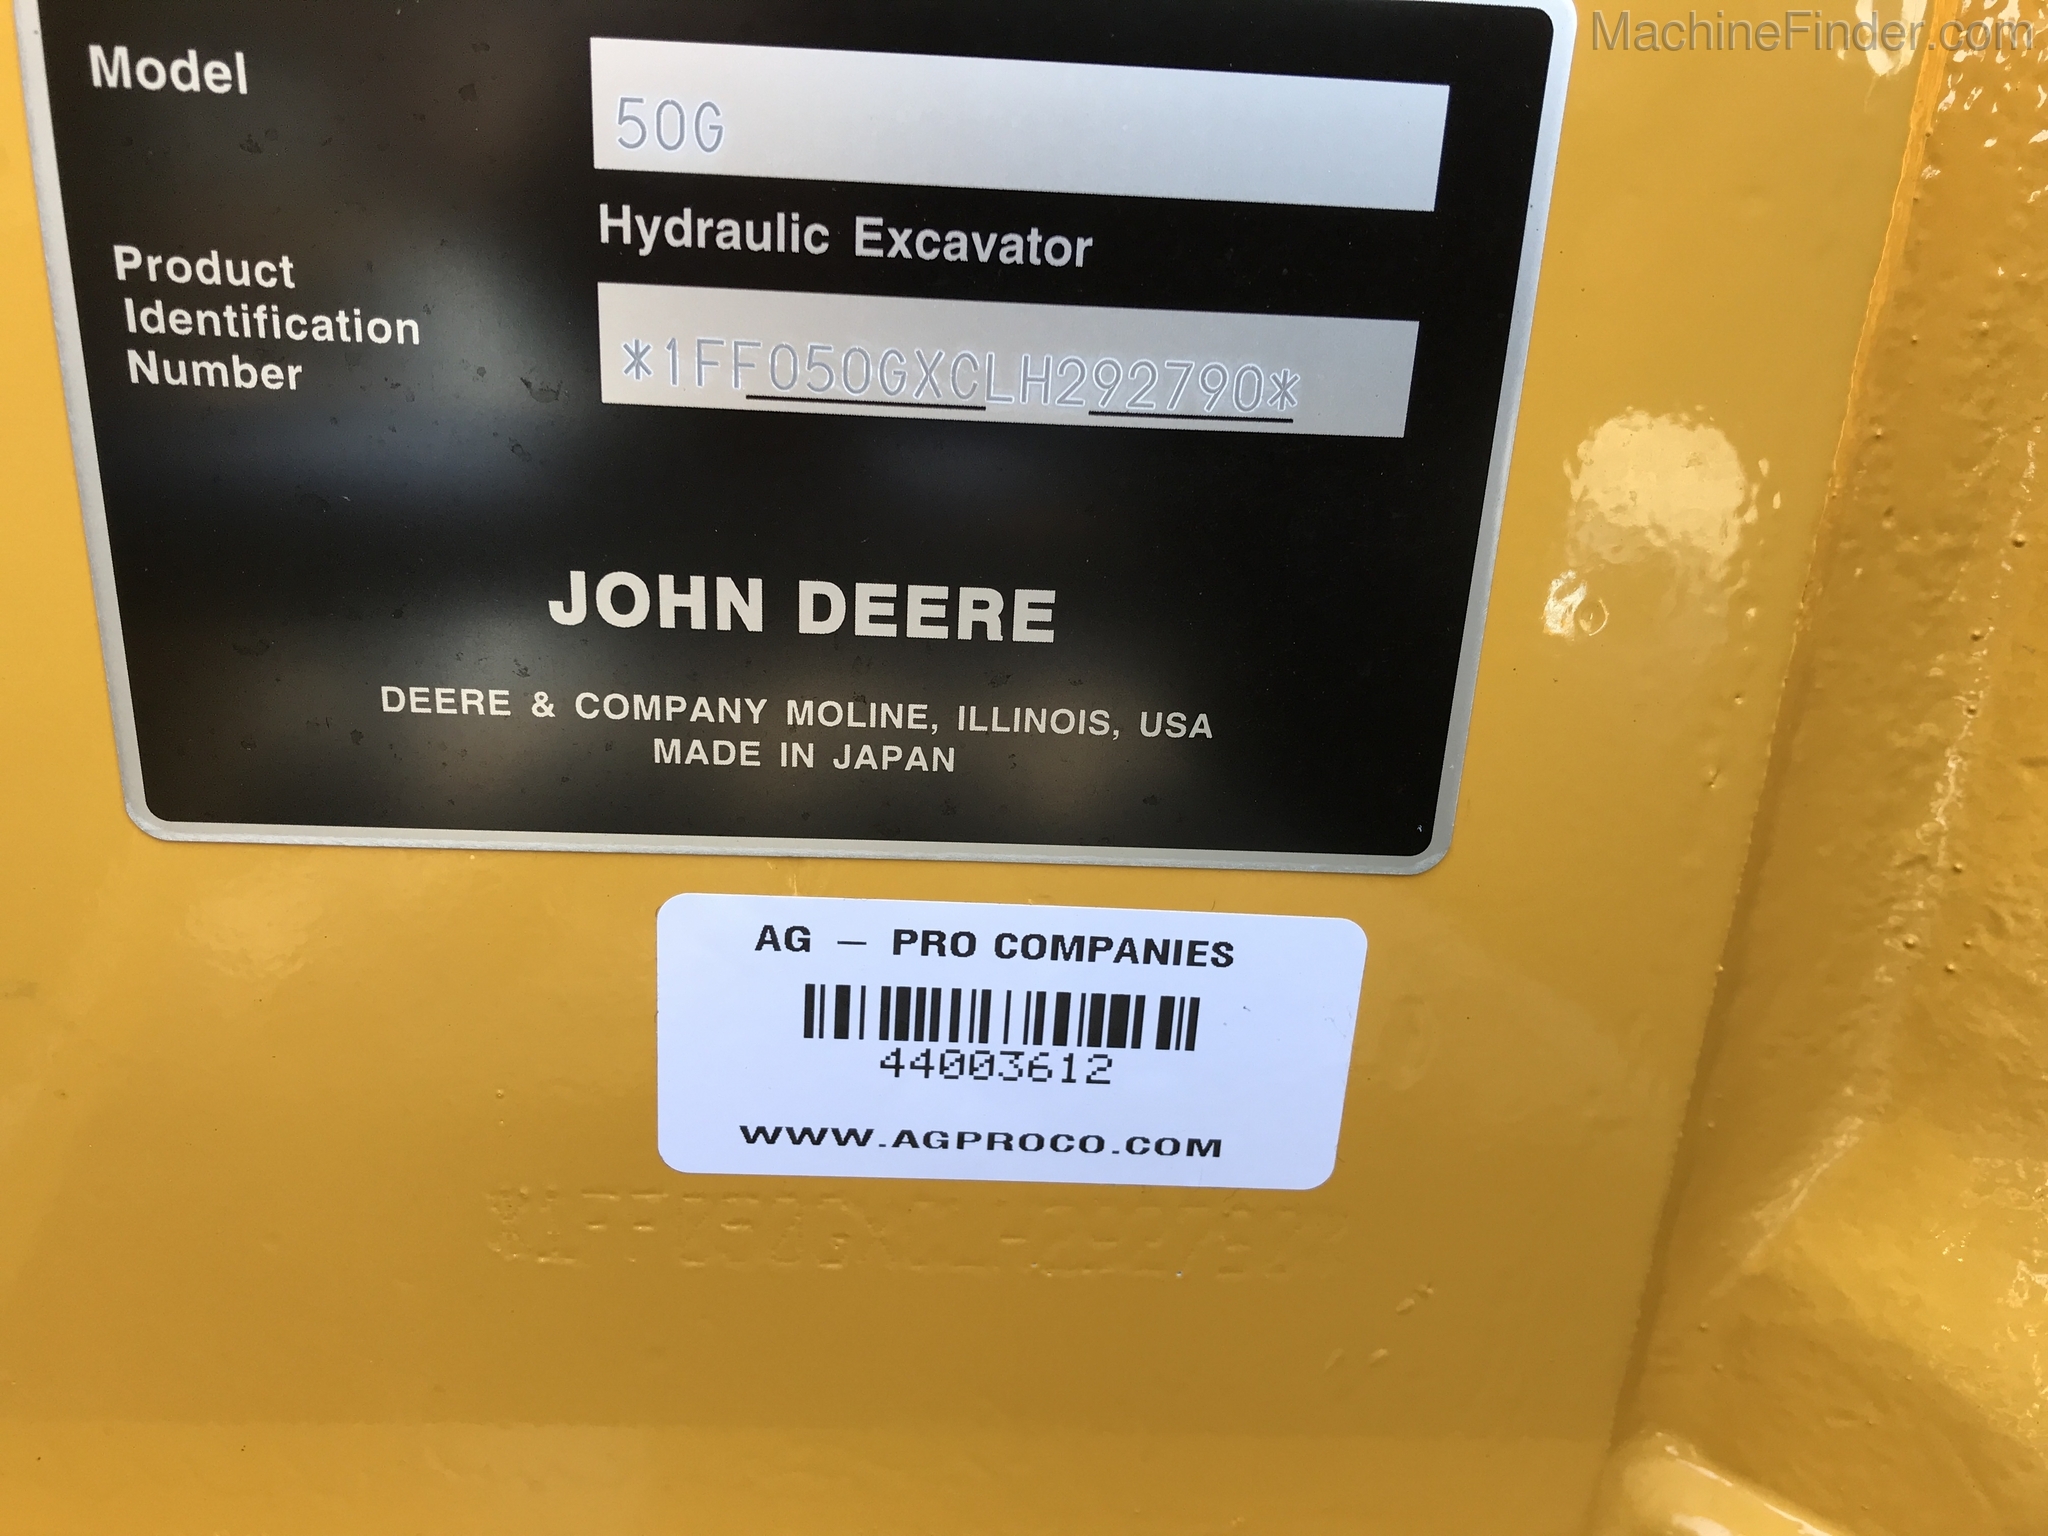 MachineFinder.com
Model
50G
Hydraulic Excavator
Product
Identification
Number
*1FF050GXCLH292790*
JOHN DEERE
DEERE & COMPANY MOLINE, ILLINOIS, USA
MADE IN JAPAN
AG – PRO COMPANIES
44003612
WWW.AGPROCO.COM